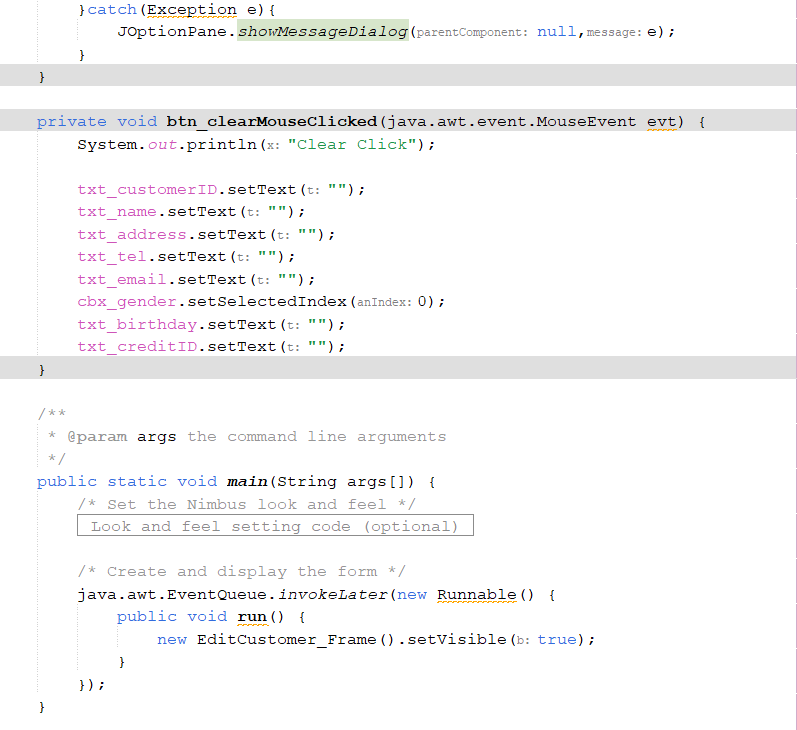 }catch(Exception e){
JOptionPane.showMessageDialog(parentComponent: null,message: e);
}
}
private void btn_clearMouseClicked(java.awt.event.MouseEvent evt) {
System.out.println(x: "Clear Click");
txt_customerID.setText(t: "");
txt_name.setText(t: "");
txt_address.setText(t: "");
txt_tel.setText(t: "");
txt_email.setText(t: "");
cbx_gender.setSelectedIndex(anIndex: 0);
txt_birthday.setText(t: "");
txt_creditID.setText(t: "");
}
/**
* @param args the command line arguments
*/
public static void main(String args[]) {
/* Set the Nimbus look and feel */
Look and feel setting code (optional)
/* Create and display the form */
java.awt.EventQueue.invokeLater(new Runnable() {
public void run() {
new EditCustomer_Frame().setVisible(b: true);
}
});
}